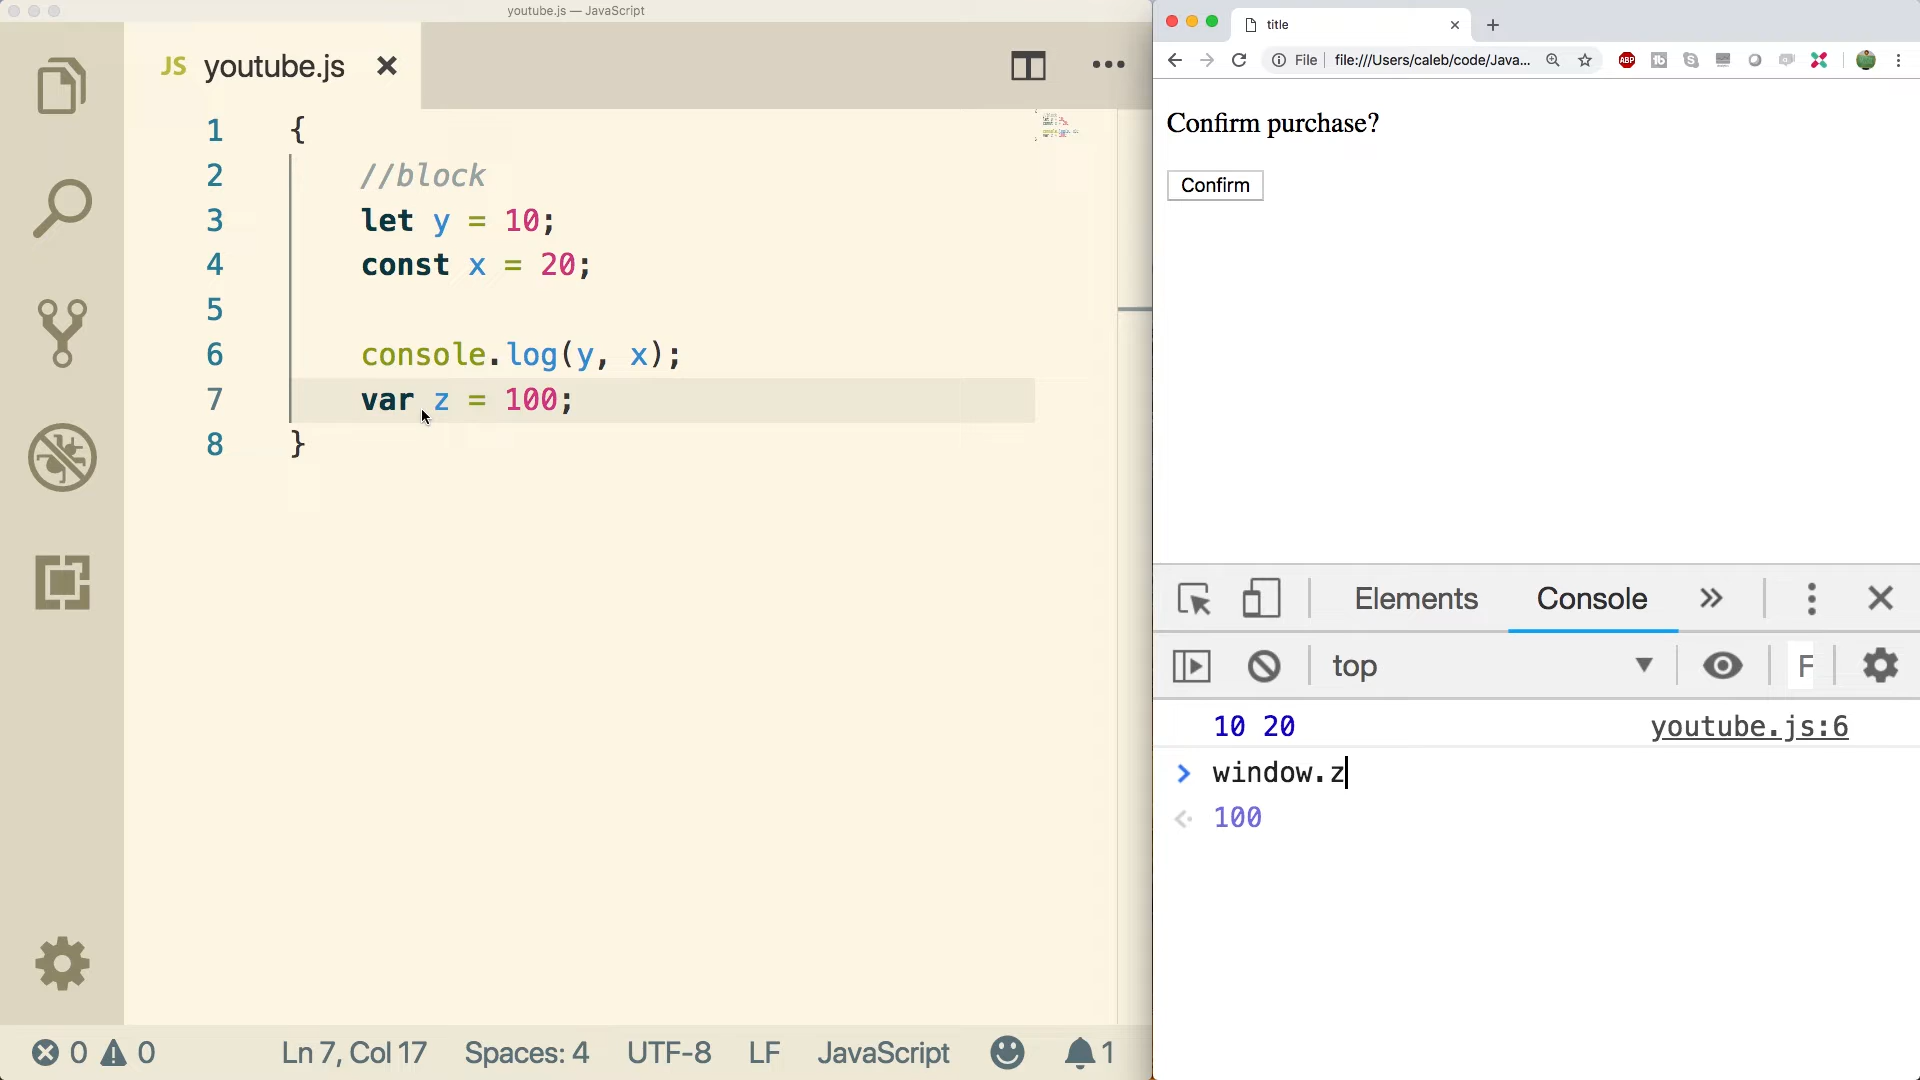 youtube.js — JavaScript
JS youtube.js
1 {
2 //block
3 let y = 10;
4 const x = 20;
5
6 console.log(y, x);
7 var z = 100;
8 }
0 0 Ln 7, Col 17 Spaces: 4 UTF-8 LF JavaScript 1
title
File file:///Users/caleb/code/Java...
ABP
Confirm purchase?
Confirm
Elements Console
top F
10 20 youtube.js:6
window.z
100